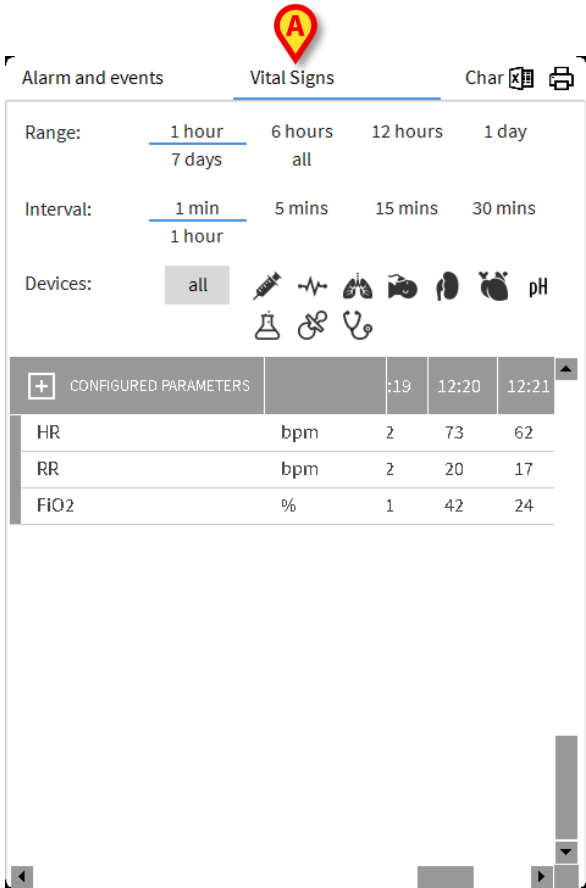 A
Alarm and events Vital Signs Char
Range: 1 hour 6 hours 12 hours 1 day
7 days all
Interval: 1 min 5 mins 15 mins 30 mins
1 hour
Devices: all pH
+ CONFIGURED PARAMETERS :19 12:20 12:21
HR bpm 2 73 62
RR bpm 2 20 17
FiO2 % 1 42 24